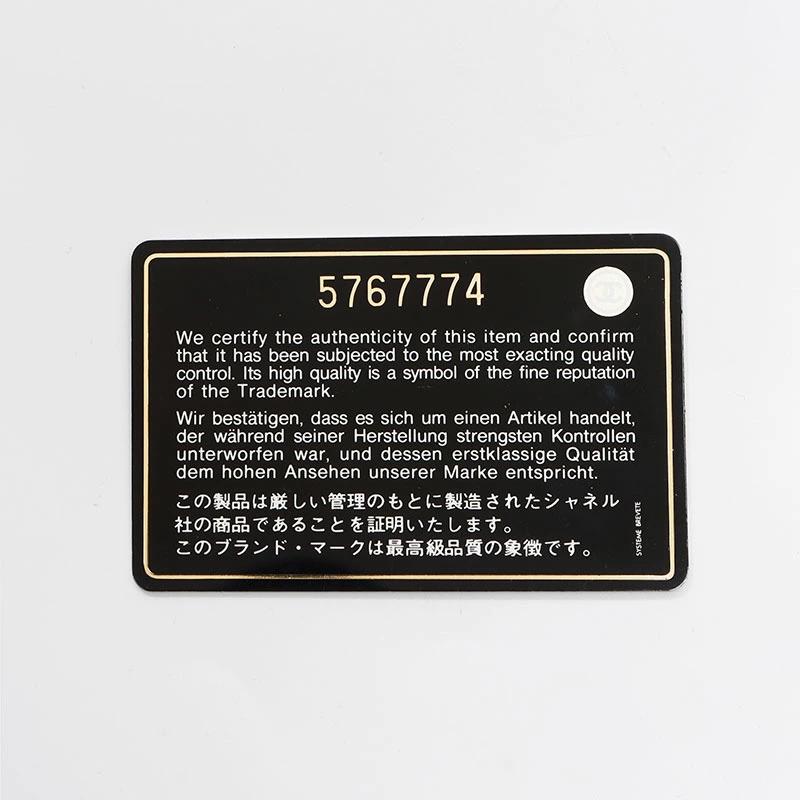 5767774
We certify the authenticity of this item and confirm
that it has been subjected to the most exacting quality
control. Its high quality is a symbol of the fine reputation
of the Trademark.
Wir bestätigen, dass es sich um einen Artikel handelt,
der während seiner Herstellung strengsten Kontrollen
unterworfen war, und dessen erstklassige Qualität
dem hohen Ansehen unserer Marke entspricht.
この製品は厳しい管理のもとに製造されたシャネル
社の商品であることを証明いたします。
このブランド・マークは最高級品質の象徴です。
SYSTEME BREVETE